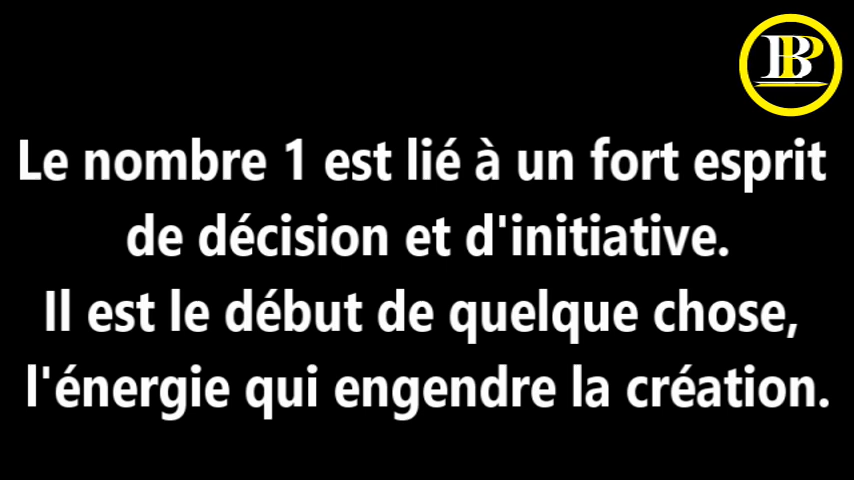 BP
Le nombre 1 est lié à un fort esprit
de décision et d'initiative.
Il est le début de quelque chose,
l'énergie qui engendre la création.